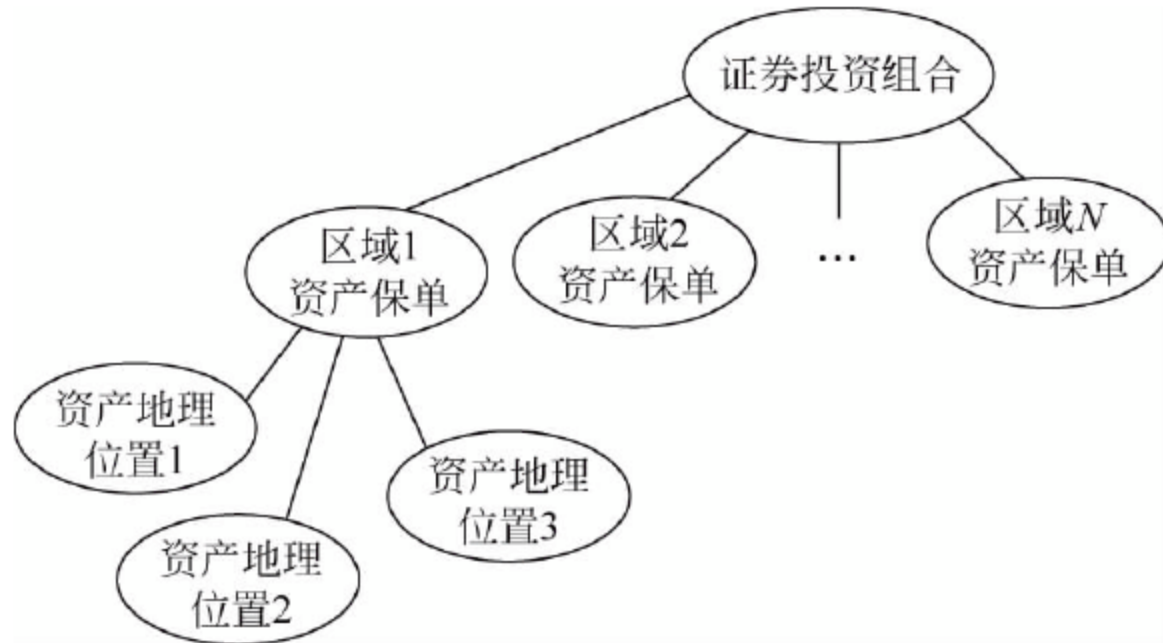 证券投资组合
区域1
资产保单
区域2
资产保单
…
区域N
资产保单
资产地理
位置1
资产地理
位置2
资产地理
位置3